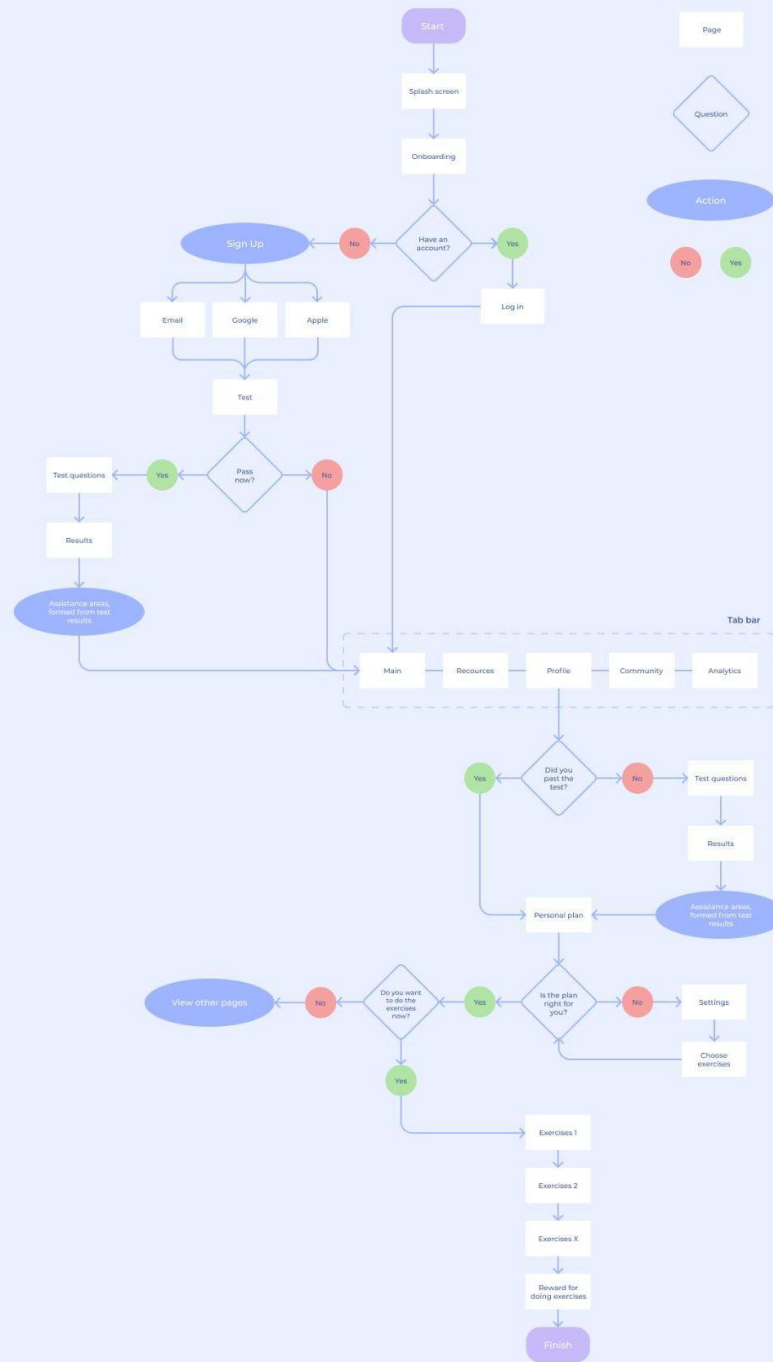 Start
Page
Splash screen
Question
Onboarding
Action
Sign Up
No
Have an
account?
Yes
No
Yes
Email
Google
Apple
Log in
Test
Test questions
Yes
Pass
now?
No
Results
Assistance areas,
formed from test
results
Tab bar
Main
Recources
Profile
Community
Analytics
Yes
Did you
past the
test?
No
Test questions
Results
Personal plan
Assistance areas,
formed from test
results
View other pages
No
Do you want
to do the
exercises
now?
Yes
Is the plan
right for
you?
No
Settings
Choose
exercises
Yes
Exercises 1
Exercises 2
Exercises X
Reward for
doing exercises
Finish